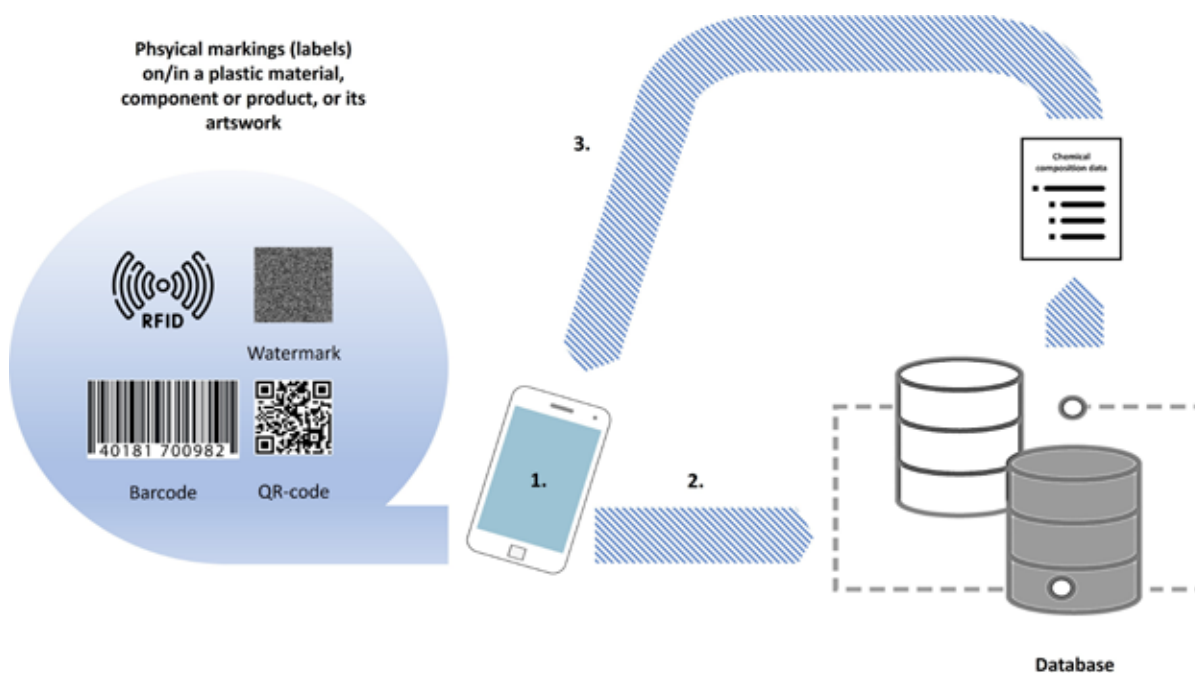 Phsyical markings (labels)
on/in a plastic material,
component or product, or its
artswork
3.
Chemical
composition data
RFID
Watermark
40181 700982
Barcode
QR-code
1.
2.
Database